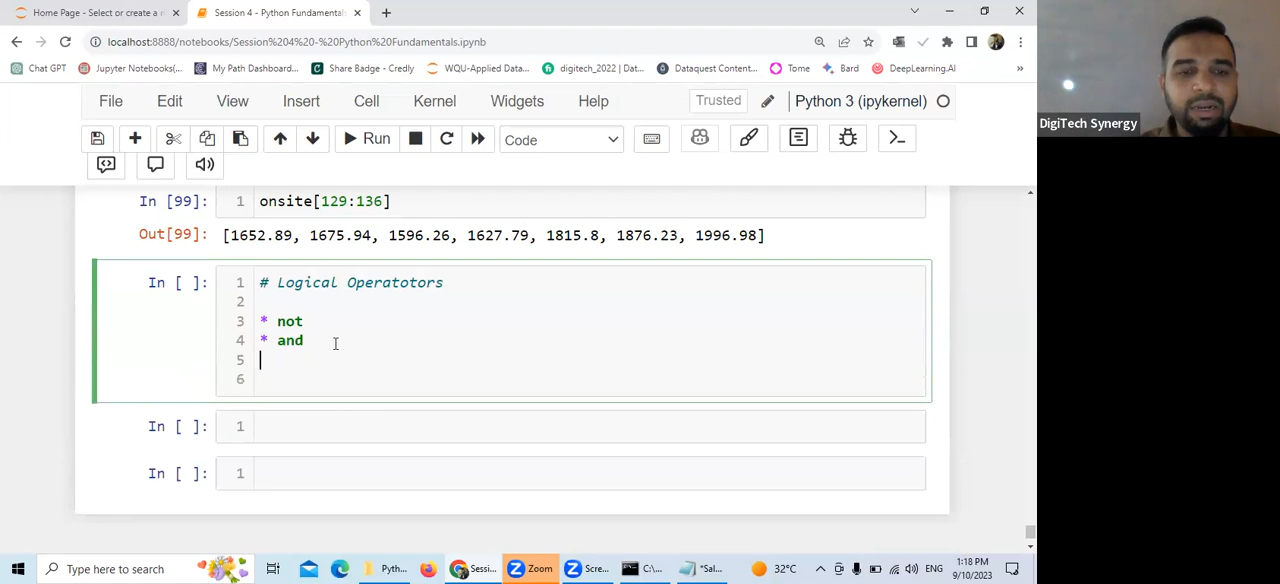 Home Page - Select or create a n
Session 4 - Python Fundamental
localhost:8888/notebooks/Session%204%20-%20Python%20Fundamentals.ipynb
Chat GPT
Jupyter Notebooks(...
My Path Dashboard...
Share Badge - Credly
WQU-Applied Data...
digitech_2022 | Dat...
Dataquest Content...
Tome
Bard
DeepLearning.AI
»
File Edit View Insert Cell Kernel Widgets Help Trusted Python 3 (ipykernel)
Run Code
DigiTech Synergy
In [99]: 1 onsite[129:136]
Out[99]: [1652.89, 1675.94, 1596.26, 1627.79, 1815.8, 1876.23, 1996.98]
In [ ]: 1 # Logical Operatotors
2
3 * not
4 * and
5
6
In [ ]: 1
In [ ]: 1
Type here to search
Pyth...
Sessi...
Zoom
Scre...
C:\...
*Sal...
32°C
ENG
1:18 PM
9/10/2023